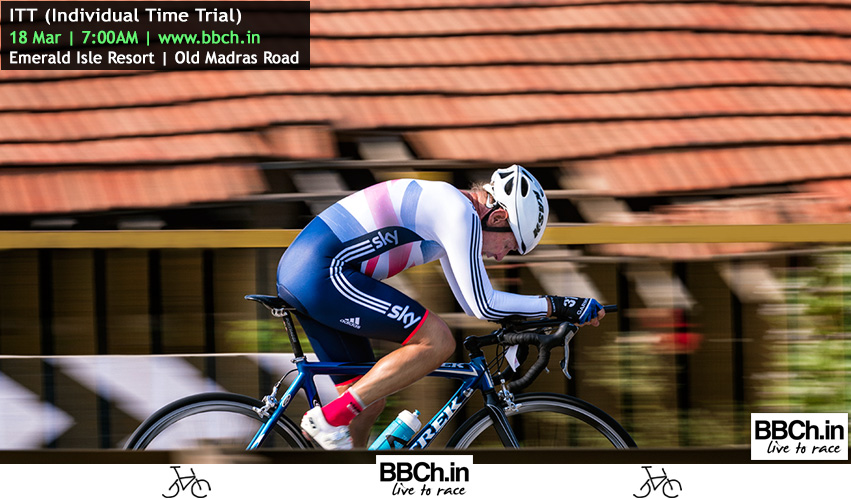 ITT (Individual Time Trial)
18 Mar | 7:00AM | www.bbch.in
Emerald Isle Resort | Old Madras Road
KASK
sky
adidas
sky
TREK
BBCh.in
live to race
BBCh.in
live to race